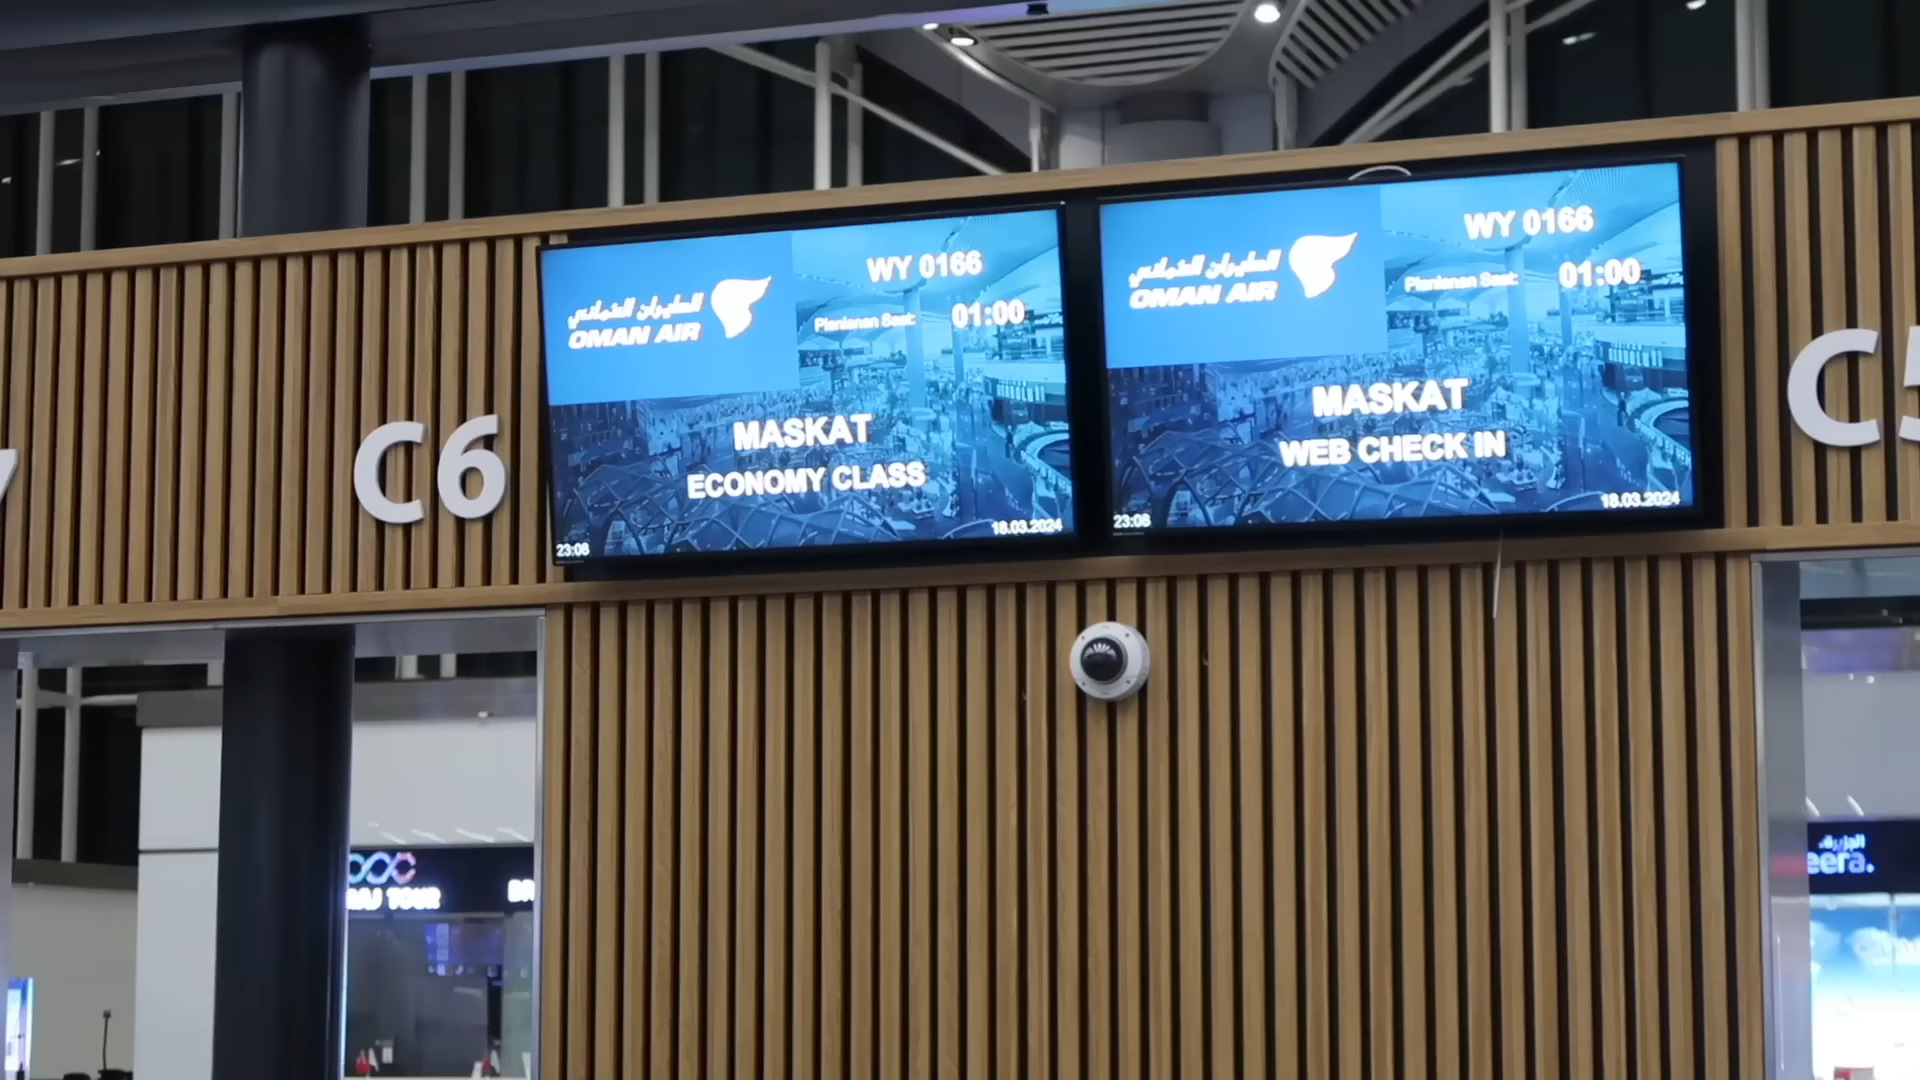 C6
الطيران العماني
OMAN AIR
WY 0166
Planlanan Saat: 01:00
MASKAT
ECONOMY CLASS
23:08
18.03.2024
الطيران العماني
OMAN AIR
WY 0166
Planlanan Saat: 01:00
MASKAT
WEB CHECK IN
23:08
18.03.2024
C5
TOUR
الجزيرة
eera.